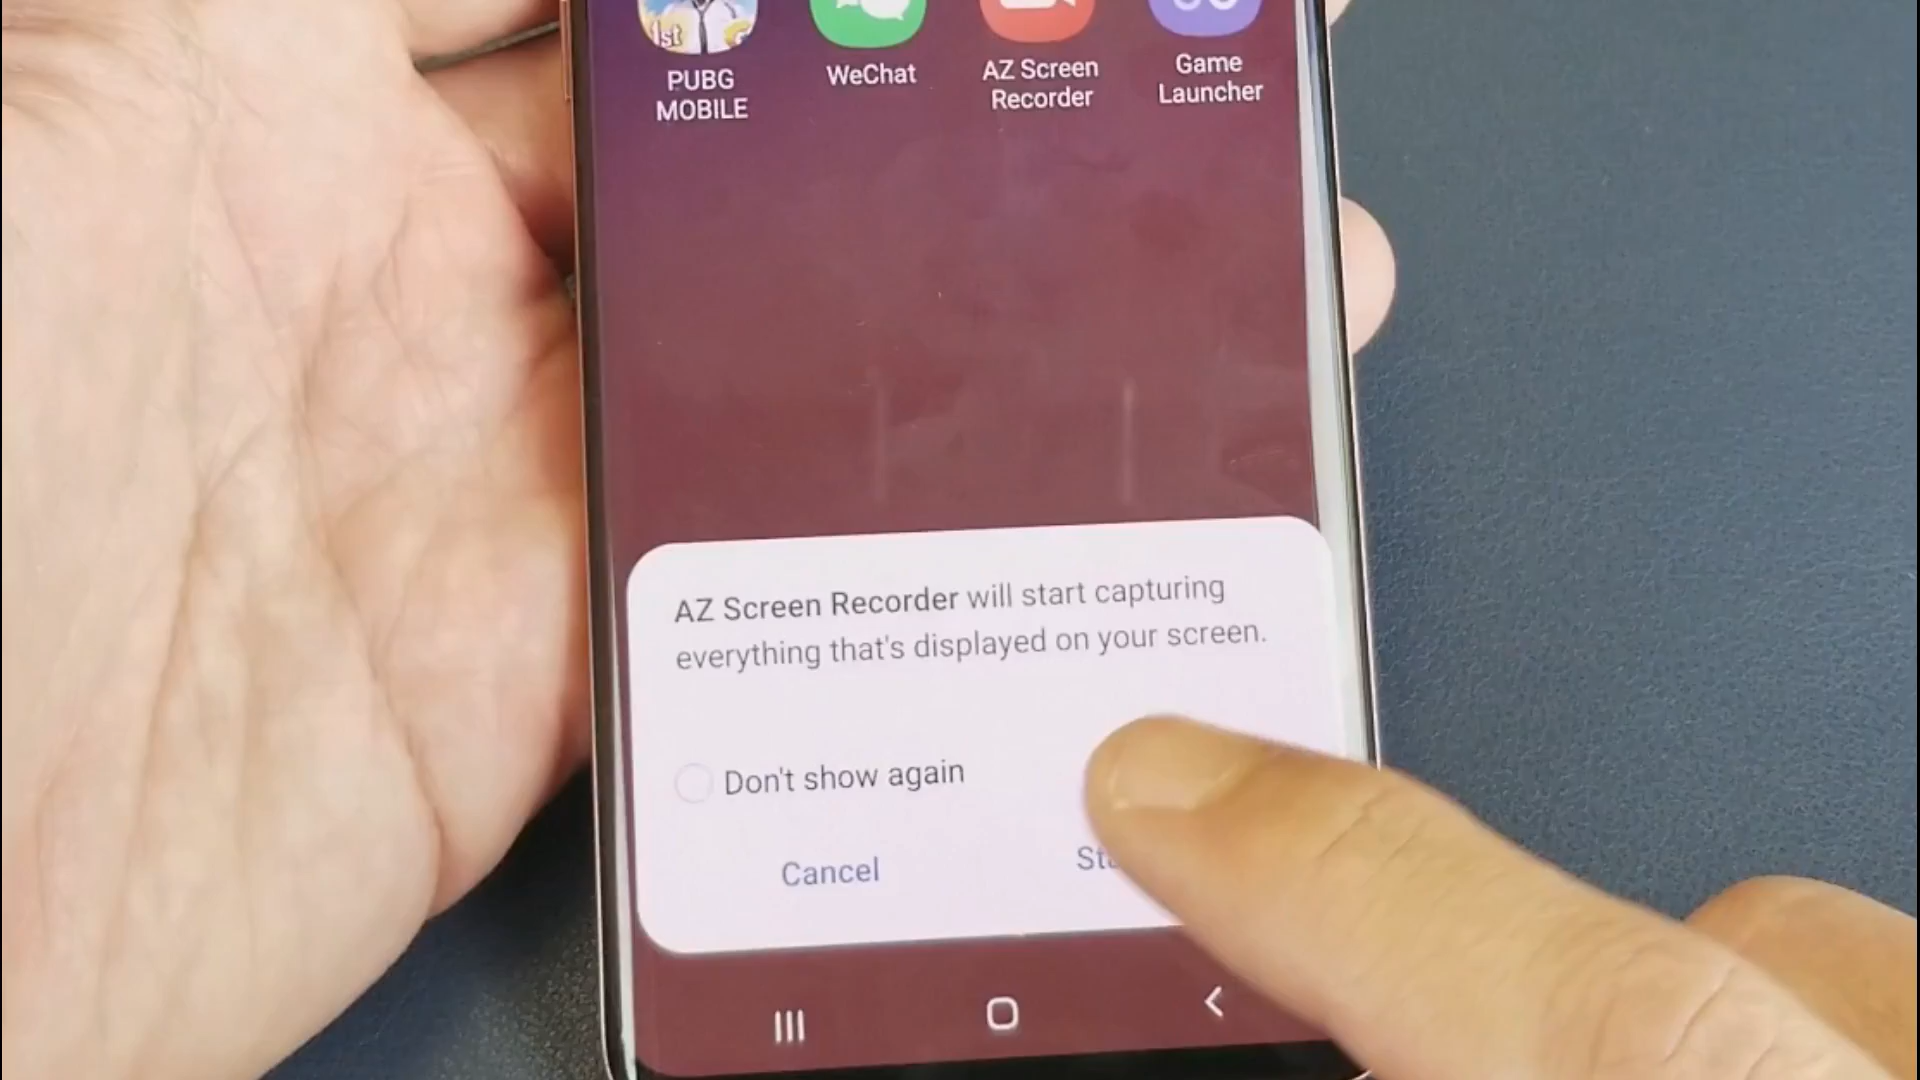 1st
PUBG
MOBILE
WeChat
AZ Screen
Recorder
Game
Launcher
AZ Screen Recorder will start capturing
everything that's displayed on your screen.
Don't show again
Cancel